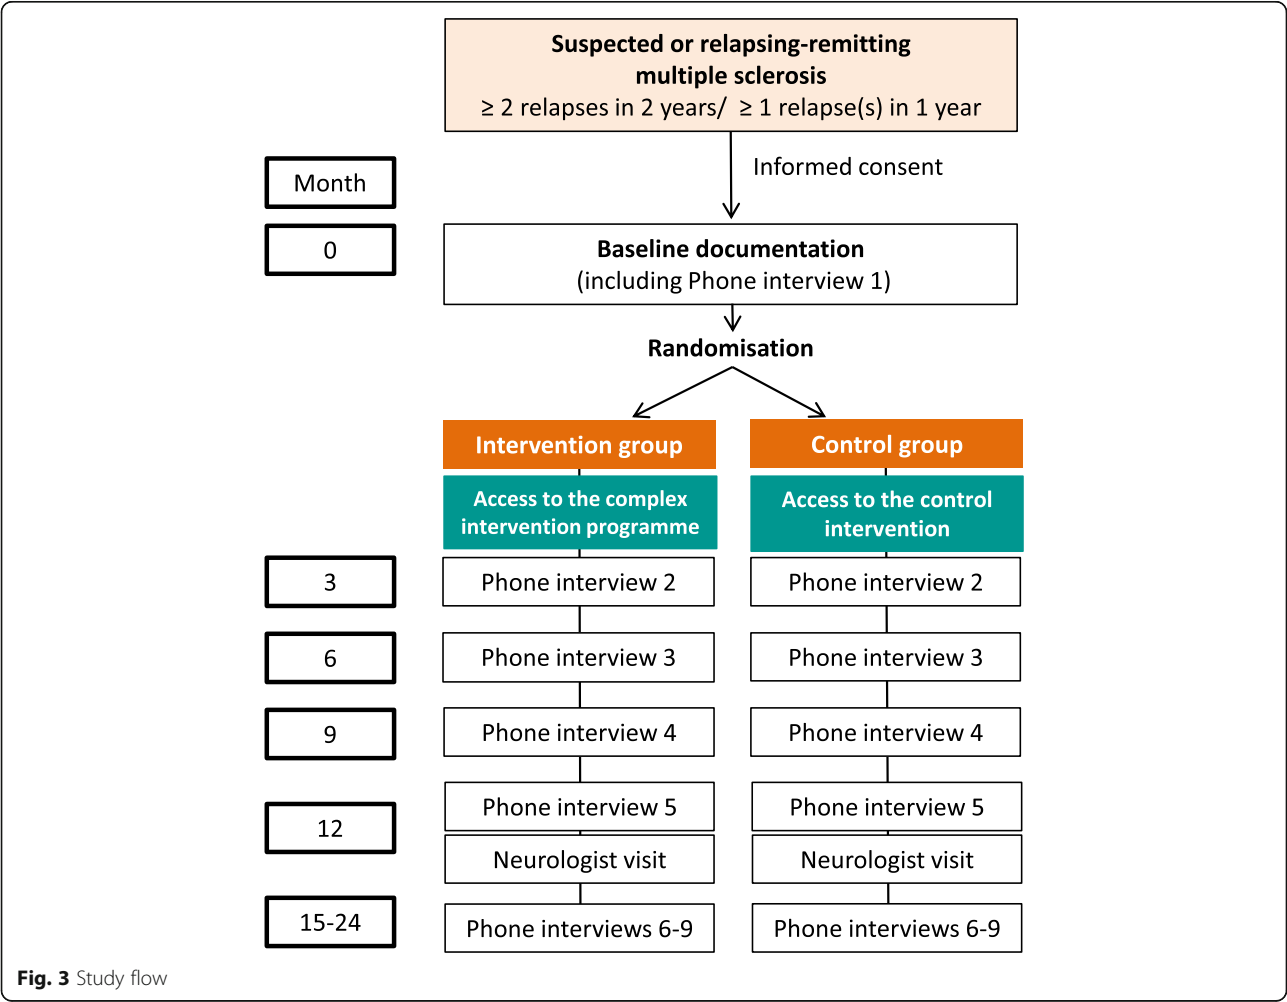 Suspected or relapsing-remitting
multiple sclerosis
≥ 2 relapses in 2 years/ ≥ 1 relapse(s) in 1 year
Informed consent
Month
0
Baseline documentation
(including Phone interview 1)
Randomisation
Intervention group
Control group
Access to the complex
intervention programme
Access to the control
intervention
3
Phone interview 2
Phone interview 2
6
Phone interview 3
Phone interview 3
9
Phone interview 4
Phone interview 4
12
Phone interview 5
Phone interview 5
Neurologist visit
Neurologist visit
15-24
Phone interviews 6-9
Phone interviews 6-9
Fig. 3 Study flow